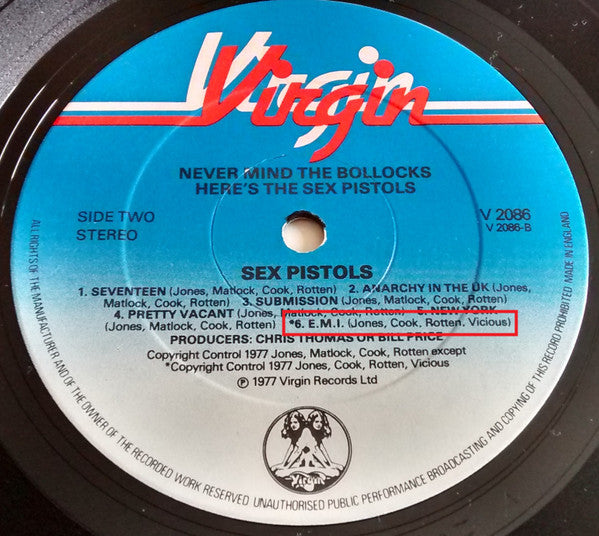 Virgin
NEVER MIND THE BOLLOCKS
HERE'S THE SEX PISTOLS
SIDE TWO
STEREO
V 2086
V 2086-B
SEX PISTOLS
1. SEVENTEEN (Jones, Matlock, Cook, Rotten) 2. ANARCHY IN THE UK (Jones,
Matlock, Cook, Rotten) 3. SUBMISSION (Jones, Matlock, Cook, Rotten)
4. PRETTY VACANT (Jones, Matlock, Cook, Rotten) 5. NEW YORK
(Jones, Matlock, Cook, Rotten) *6. E.M.I. (Jones, Cook, Rotten, Vicious)
PRODUCERS: CHRIS THOMAS OR BILL PRICE
Copyright Control 1977 Jones, Matlock, Cook, Rotten except
*Copyright Control 1977 Jones, Cook, Rotten, Vicious
℗ 1977 Virgin Records Ltd
Virgin
ALL RIGHTS OF THE MANUFACTURER AND OF THE OWNER OF THE RECORDED WORK RESERVED UNAUTHORISED PUBLIC PERFORMANCE BROADCASTING AND COPYING OF THIS RECORD PROHIBITED MADE IN ENGLAND